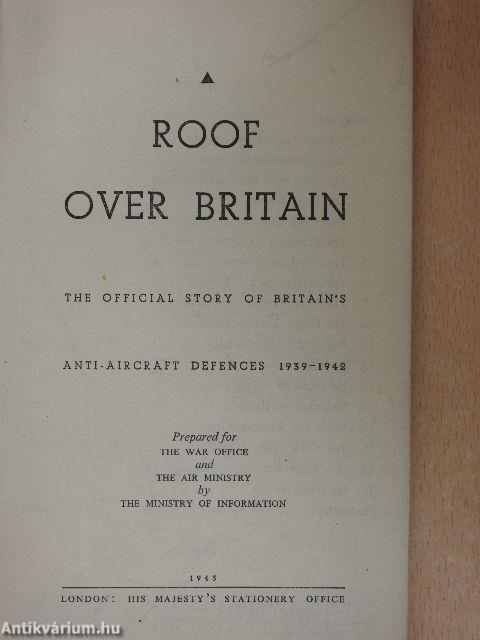 ROOF
OVER BRITAIN
THE OFFICIAL STORY OF BRITAIN'S
ANTI-AIRCRAFT DEFENCES 1939-1942
Prepared for
THE WAR OFFICE
and
THE AIR MINISTRY
by
THE MINISTRY OF INFORMATION
1943
LONDON: HIS MAJESTY'S STATIONERY OFFICE
Antikvárium.hu